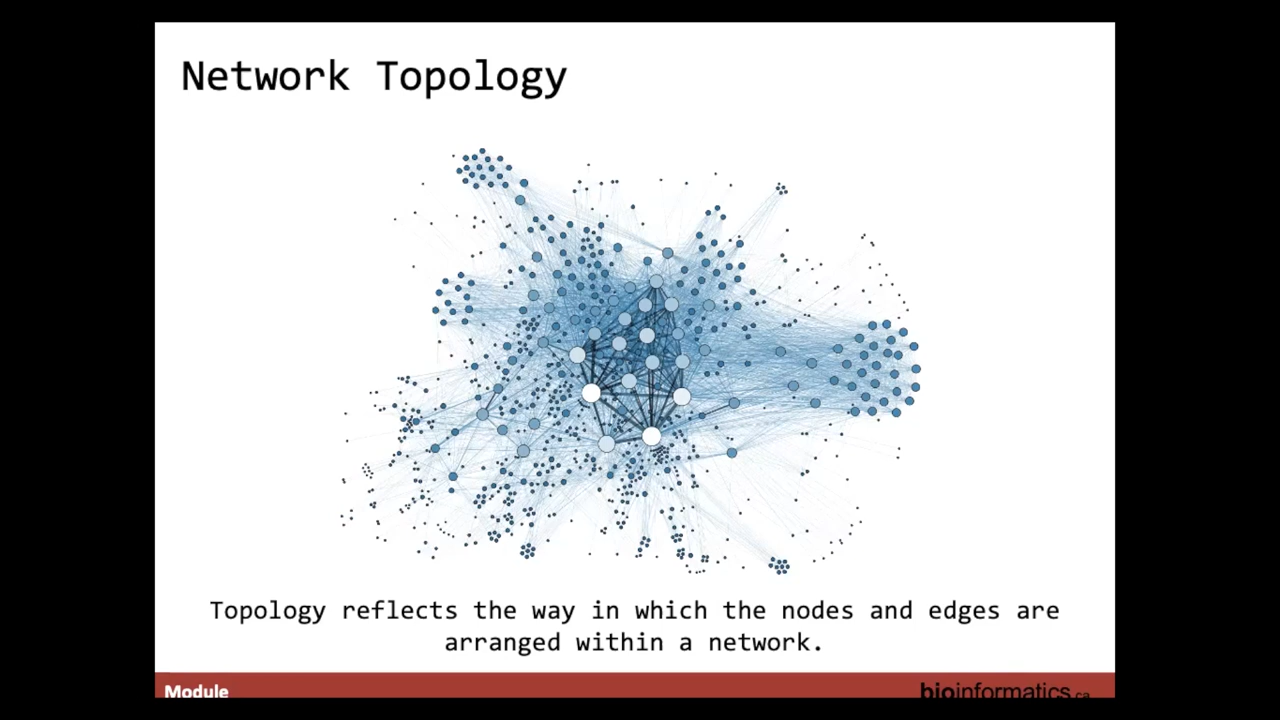 Network Topology
Topology reflects the way in which the nodes and edges are
arranged within a network.
Module
bioinformatics.ca